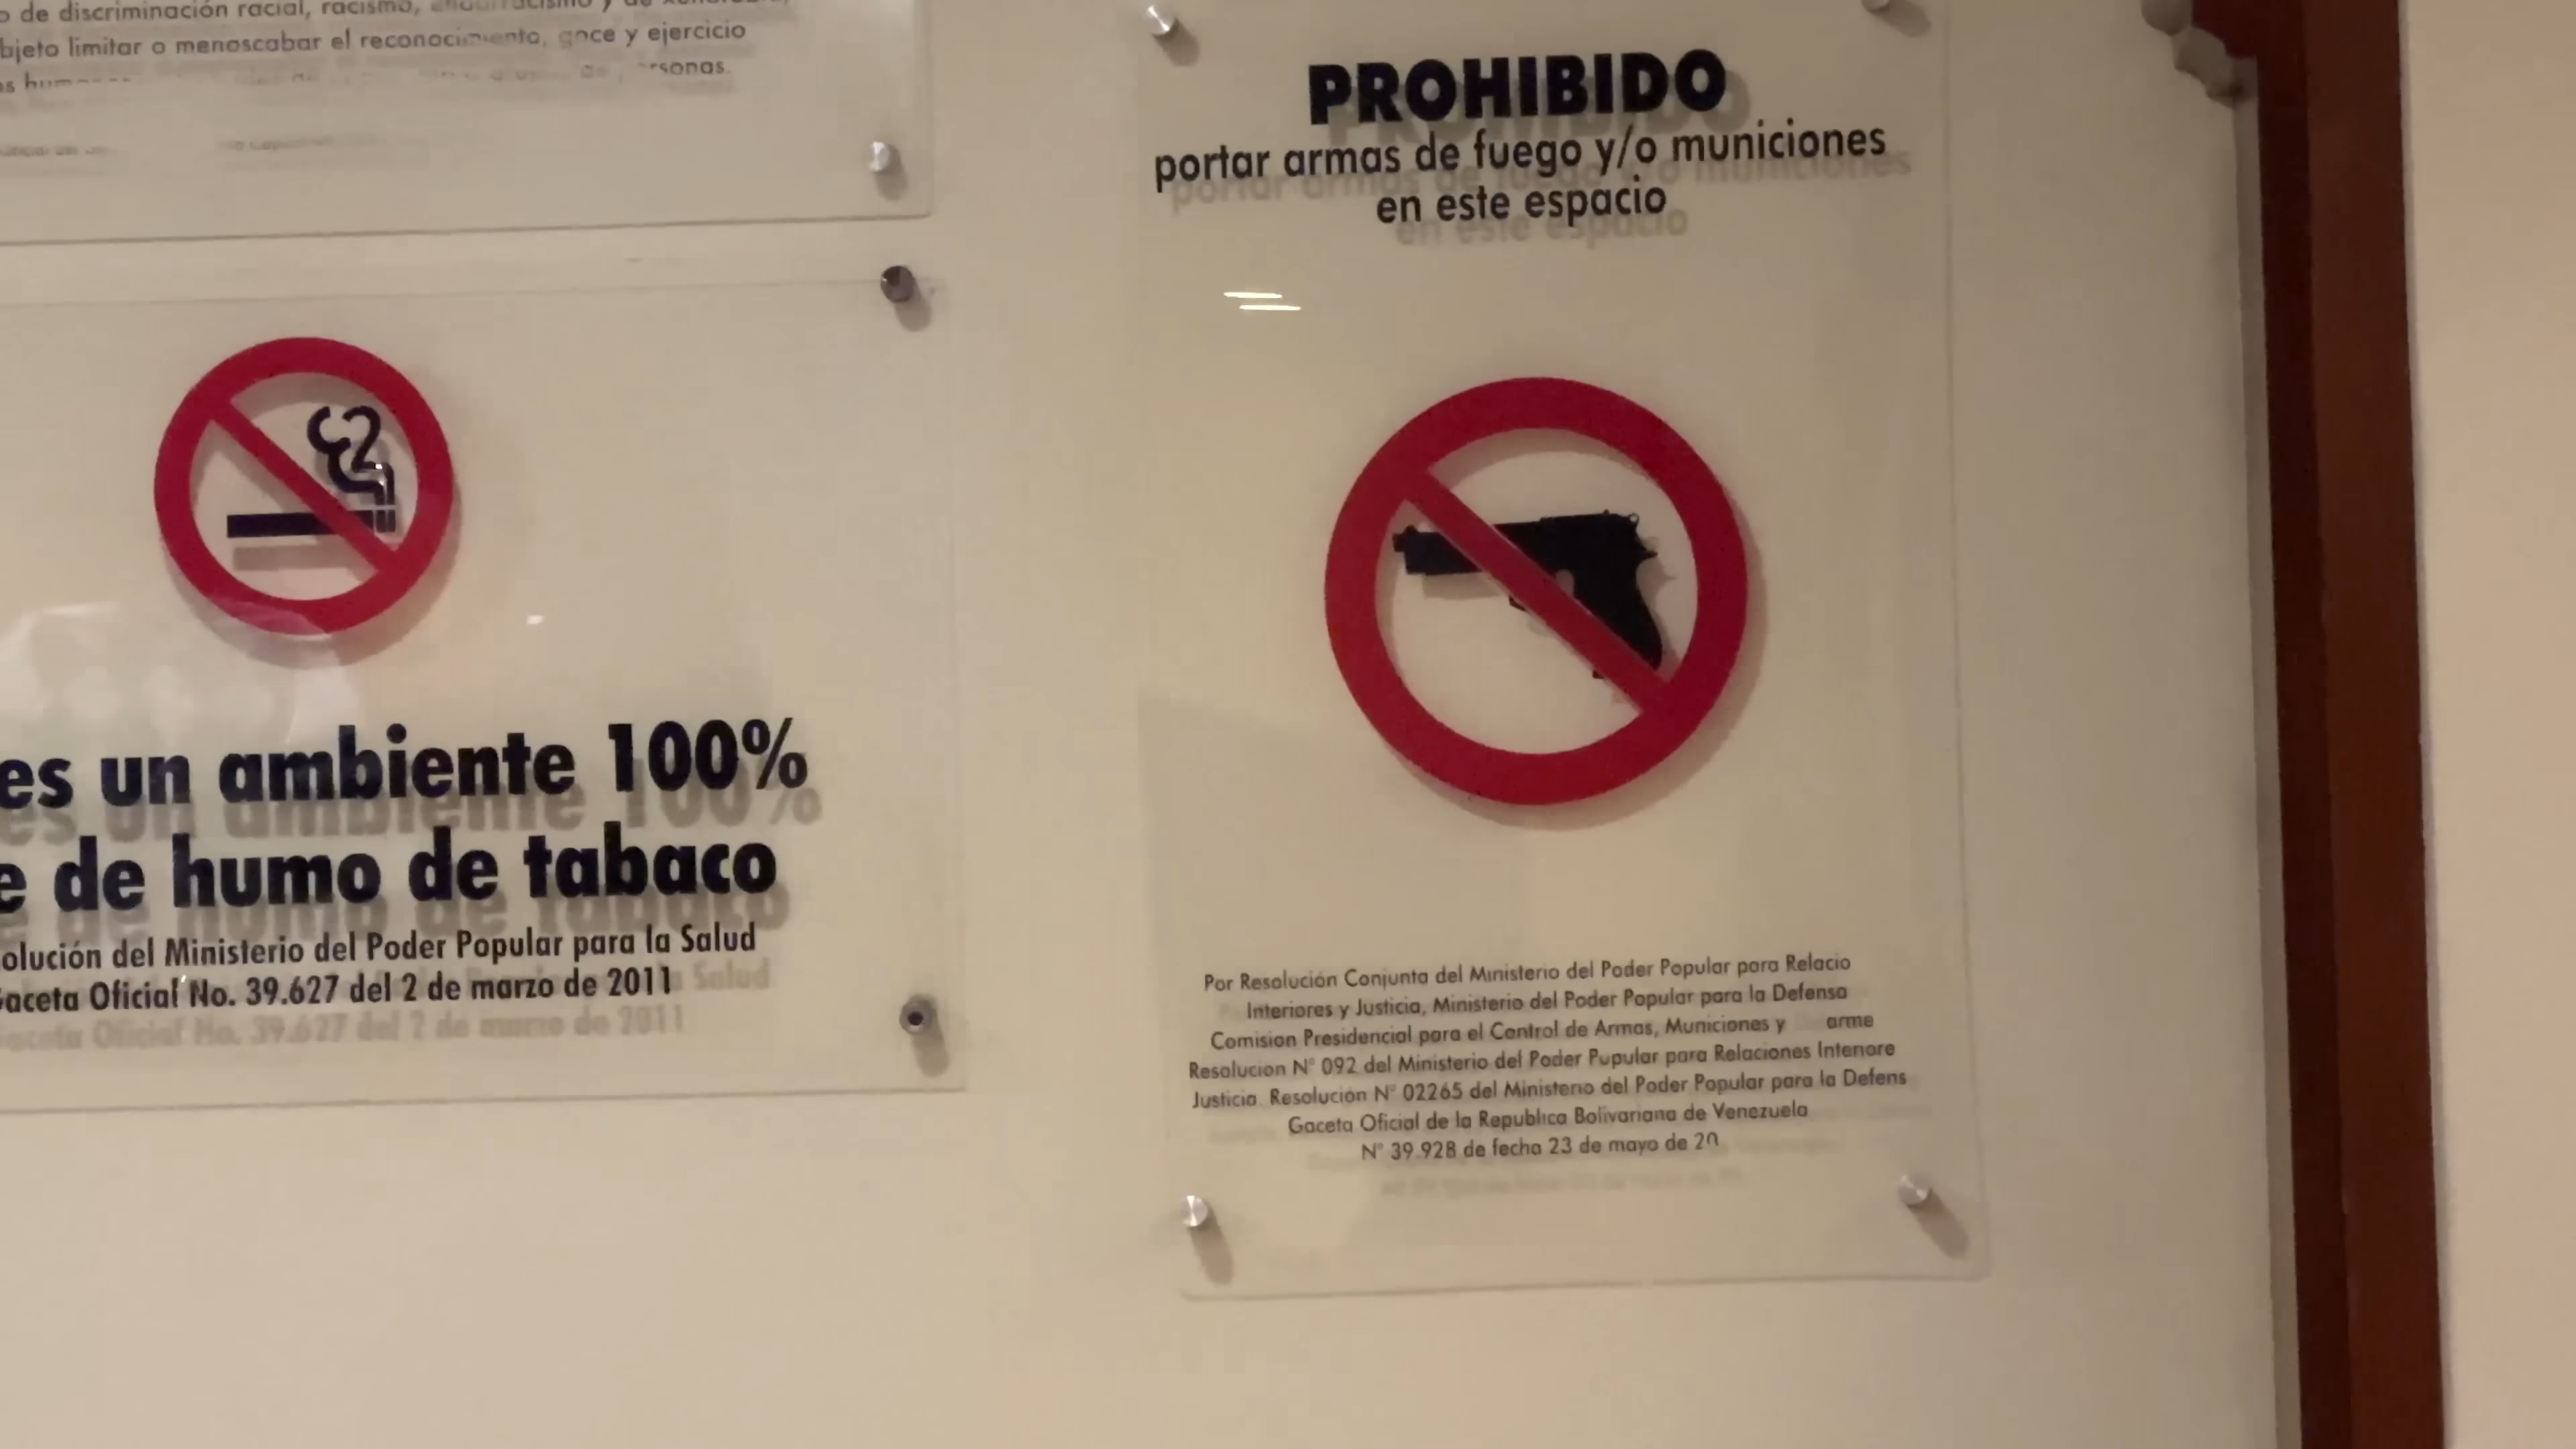 de discriminación racial, racismo,
bjeto limitar o menoscabar el reconocimiento, goce y ejercicio
rsonas.
es un ambiente 100%
e de humo de tabaco
olución del Ministerio del Poder Popular para la Salud
aceta Oficial No. 39.627 del 2 de marzo de 2011
PROHIBIDO
portar armas de fuego y/o municiones
en este espacio
Por Resolución Conjunta del Ministerio del Poder Popular para Relacio
Interiores y Justicia, Ministerio del Poder Popular para la Defensa
Comision Presidencial para el Control de Armas, Municiones y arme
Resolucion N° 092 del Ministerio del Poder Pupular para Relaciones Intenore
Justicia. Resolución N° 02265 del Ministerio del Poder Popular para la Defens
Gaceta Oficial de la Republica Bolivariana de Venezuela
N° 39.928 de fecha 23 de mayo de 20